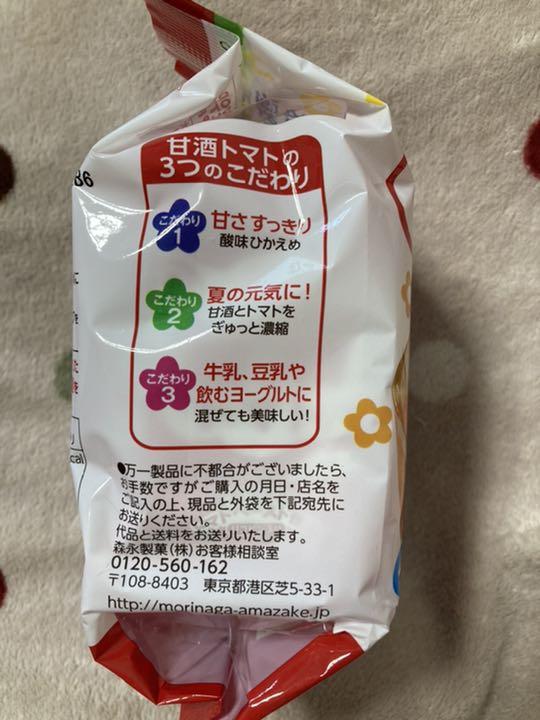 甘酒トマトの
3つのこだわり
こだわり
1
甘さすっきり
酸味ひかえめ
こだわり
2
夏の元気に!
甘酒とトマトを
ぎゅっと濃縮
こだわり
3
牛乳、豆乳や
飲むヨーグルトに
混ぜても美味しい!
●万一製品に不都合がございましたら、
お手数ですがご購入の月日・店名を
ご記入の上、現品と外袋を下記宛先に
お送りください。
代品と送料をお送りいたします。
森永製菓(株)お客様相談室
0120-560-162
〒108-8403 東京都港区芝5-33-1
http://morinaga-amazake.jp
86